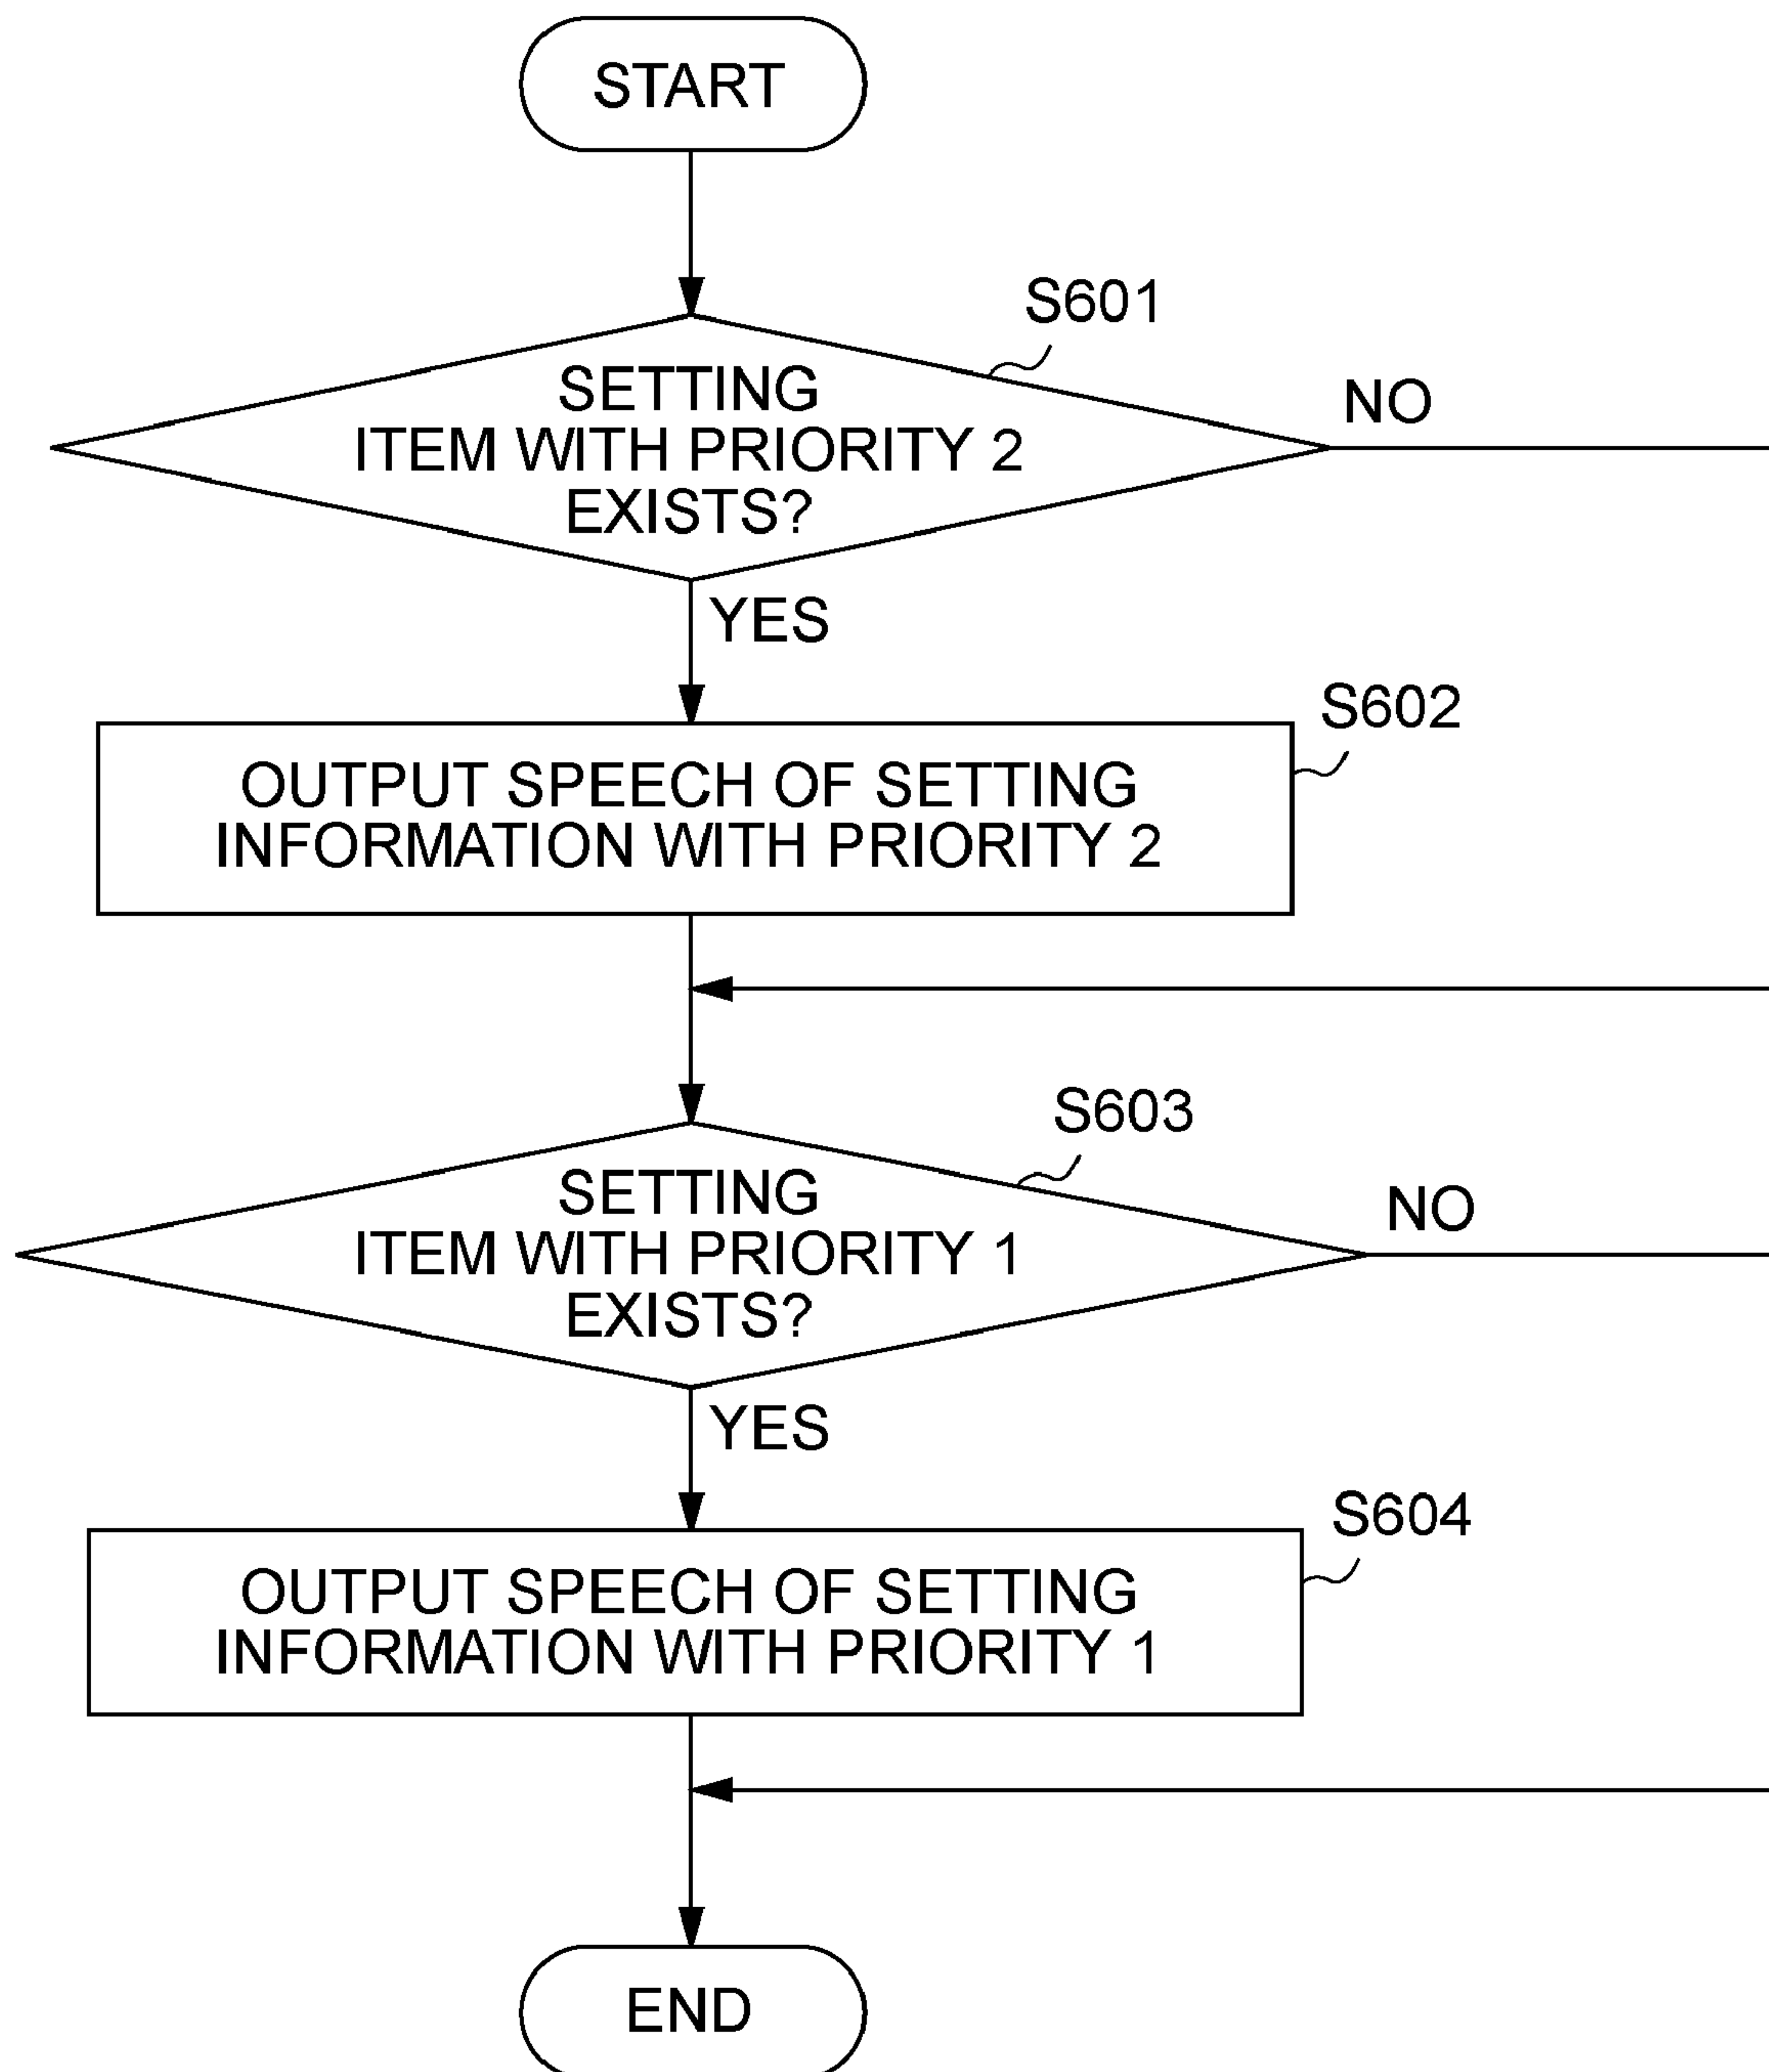 START
S601
SETTING
ITEM WITH PRIORITY 2
EXISTS?
NO
YES
S602
OUTPUT SPEECH OF SETTING
INFORMATION WITH PRIORITY 2
S603
SETTING
ITEM WITH PRIORITY 1
EXISTS?
NO
YES
S604
OUTPUT SPEECH OF SETTING
INFORMATION WITH PRIORITY 1
END